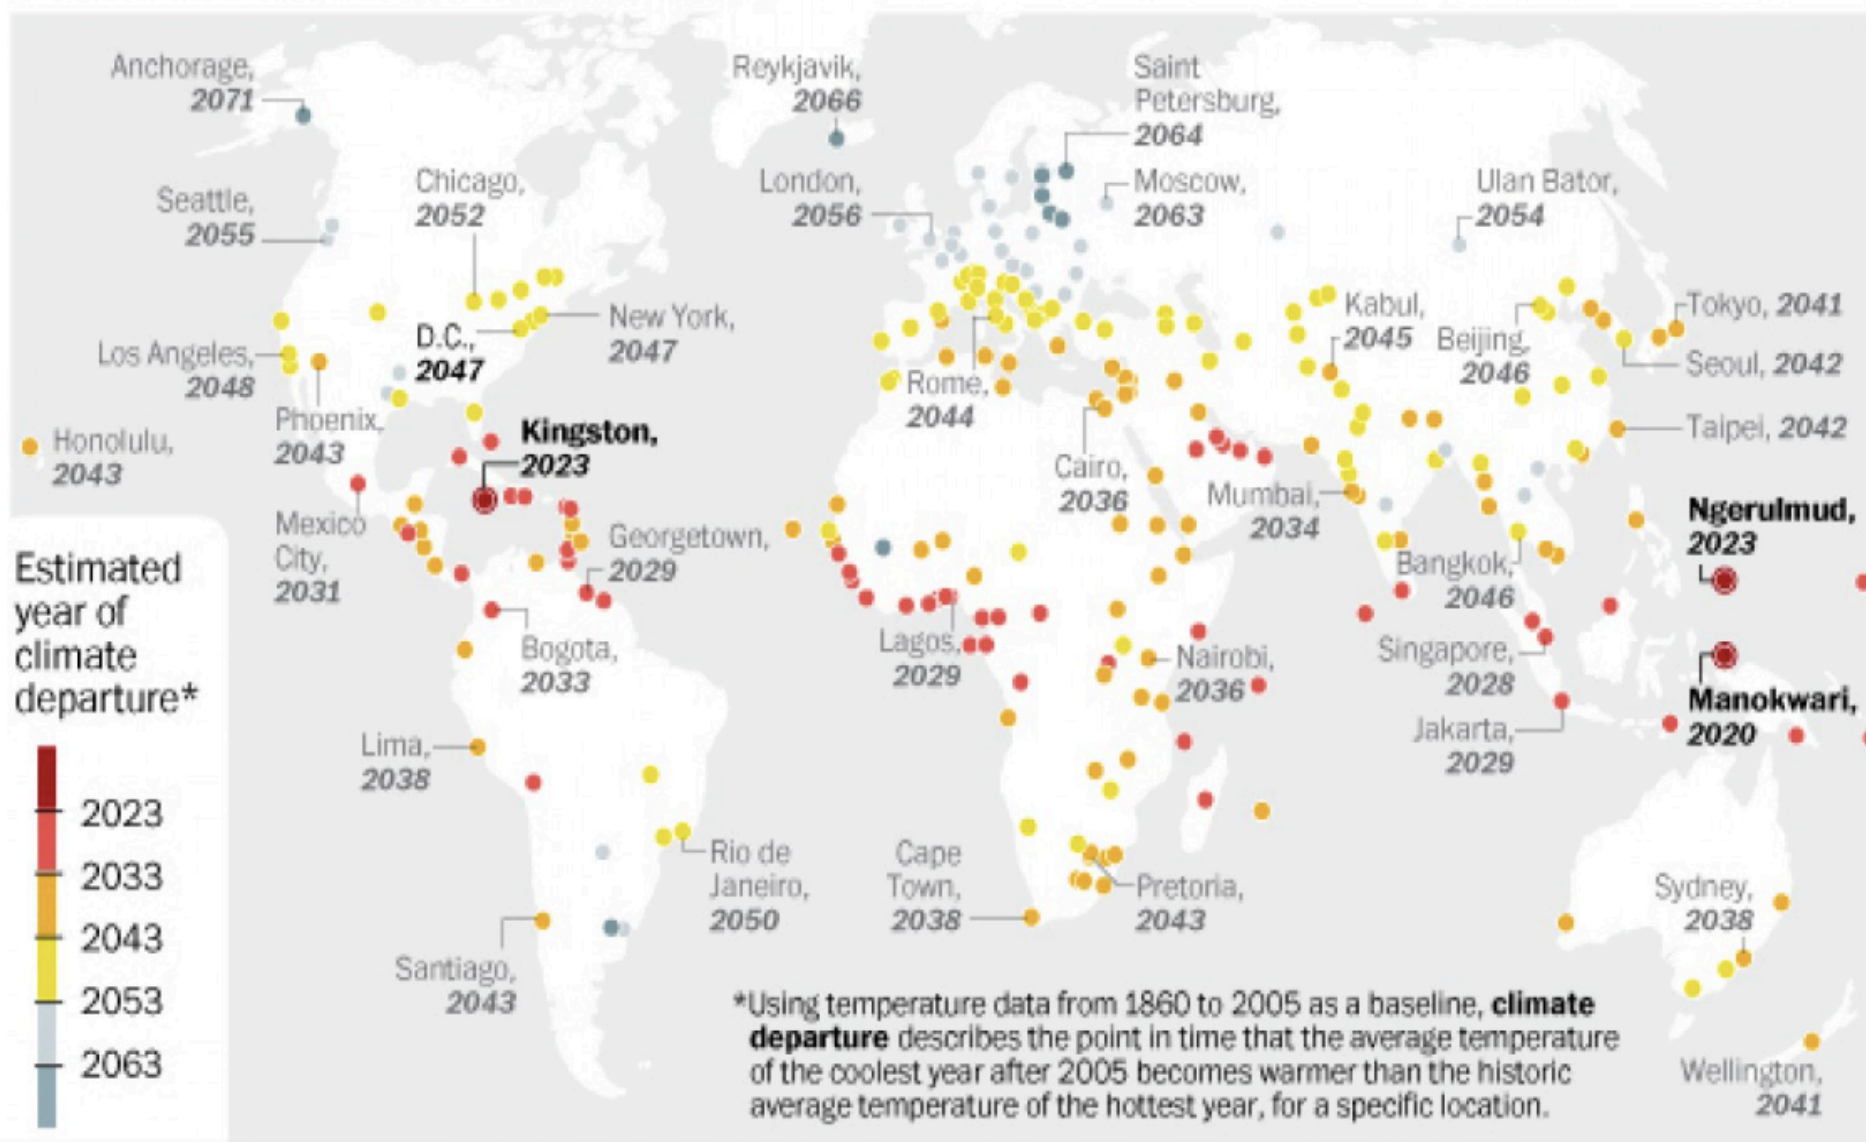 Anchorage,
2071
Reykjavik,
2066
Saint
Petersburg,
2064
Seattle,
2055
Chicago,
2052
London,
2056
Moscow,
2063
Ulan Bator,
2054
Los Angeles,
2048
D.C.,
2047
New York,
2047
Rome,
2044
Kabul,
2045
Beijing,
2046
Tokyo, 2041
Seoul, 2042
Taipei, 2042
Honolulu,
2043
Phoenix,
2043
Kingston,
2023
Cairo,
2036
Mumbai,
2034
Mexico
City,
2031
Georgetown,
2029
Bangkok,
2046
Ngerulmud,
2023
Bogota,
2033
Lagos,
2029
Nairobi,
2036
Singapore,
2028
Manokwari,
2020
Jakarta,
2029
Lima,
2038
Rio de
Janeiro,
2050
Cape
Town,
2038
Pretoria,
2043
Sydney,
2038
Santiago,
2043
Wellington,
2041
Estimated
year of
climate
departure*
2023
2033
2043
2053
2063
*Using temperature data from 1860 to 2005 as a baseline, climate
departure describes the point in time that the average temperature
of the coolest year after 2005 becomes warmer than the historic
average temperature of the hottest year, for a specific location.